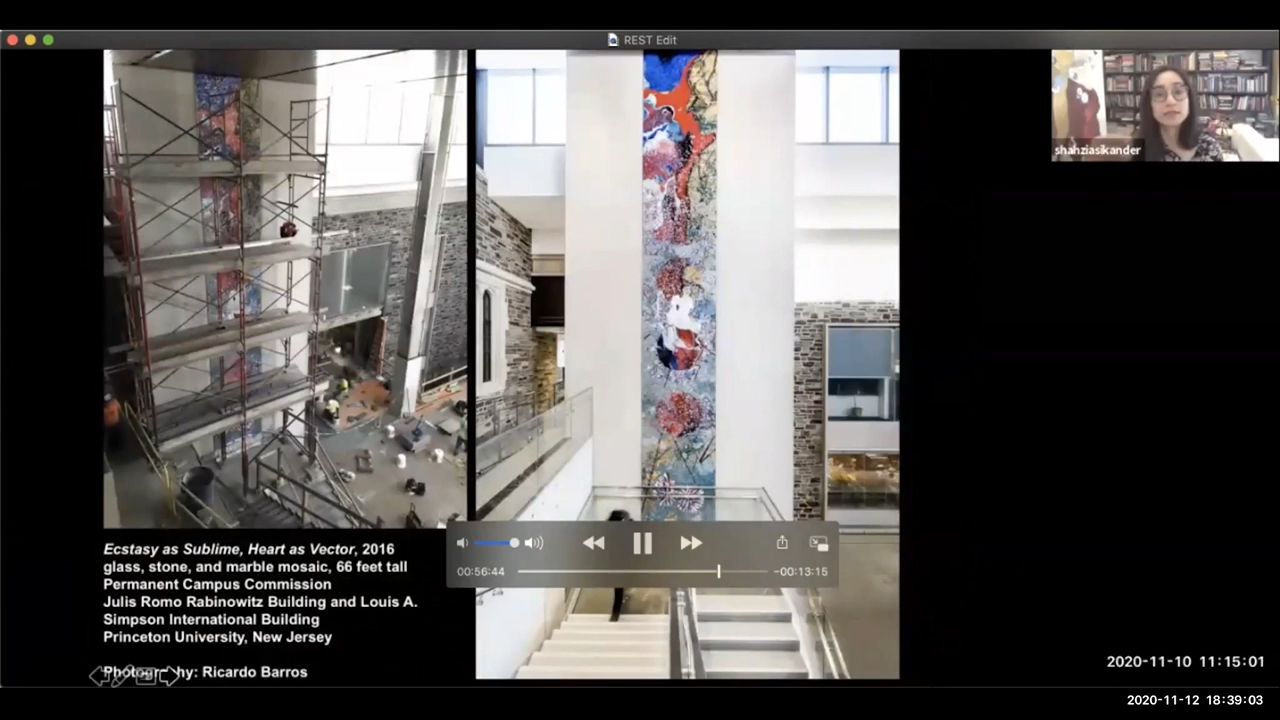 REST Edit
shahziasikander
00:56:44
-00:13:15
Ecstasy as Sublime, Heart as Vector, 2016
glass, stone, and marble mosaic, 66 feet tall
Permanent Campus Commission
Julis Romo Rabinowitz Building and Louis A.
Simpson International Building
Princeton University, New Jersey
Photography: Ricardo Barros
2020-11-10 11:15:01
2020-11-12 18:39:03